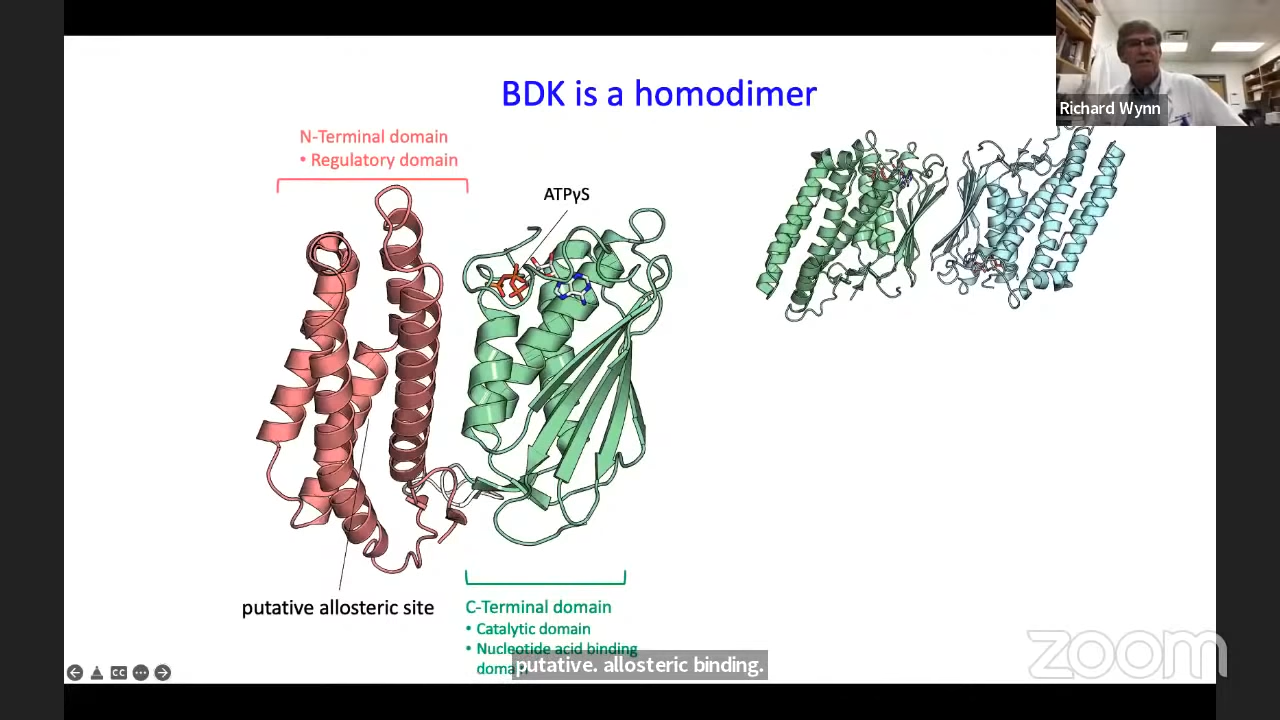 BDK is a homodimer
Richard Wynn
N-Terminal domain
• Regulatory domain
ATPγS
putative allosteric site
C-Terminal domain
• Catalytic domain
• Nucleotide acid binding
domain
putative. allosteric binding.
zoom